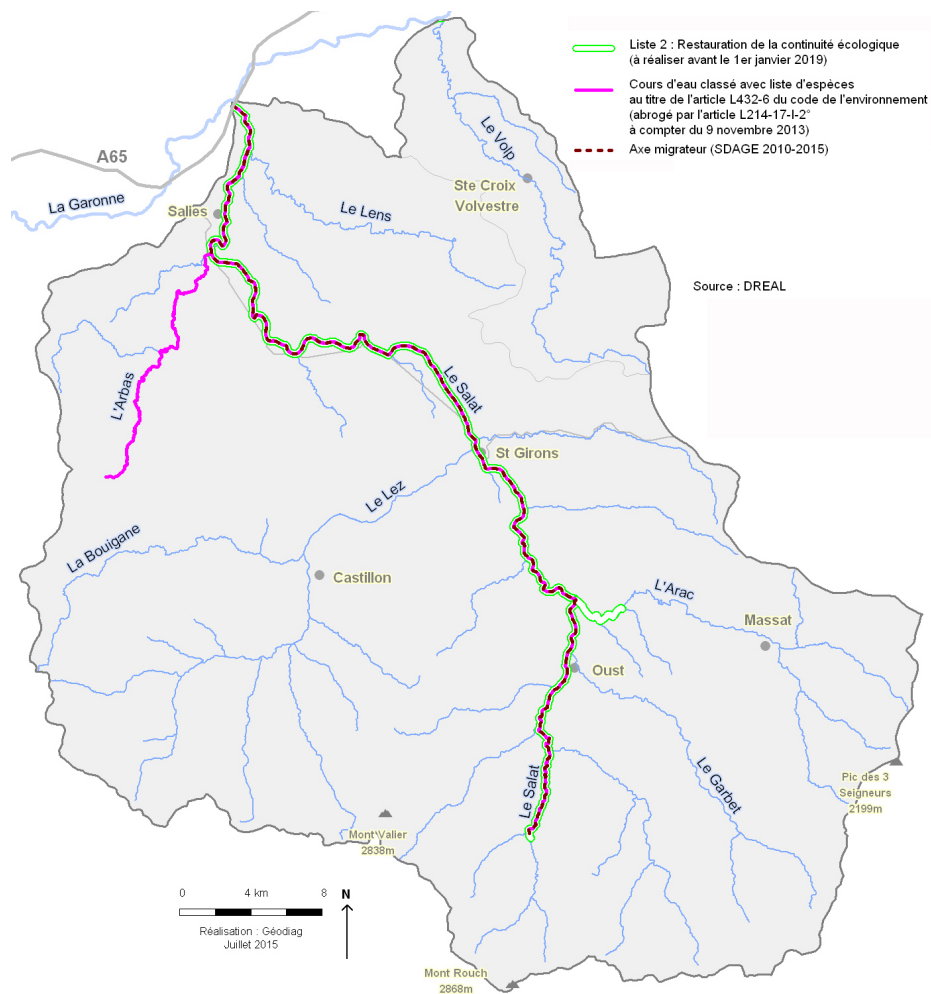 Liste 2 : Restauration de la continuité écologique
(à réaliser avant le 1er janvier 2019)
Cours d'eau classé avec liste d'espèces
au titre de l'article L432-6 du code de l'environnement
(abrogé par l'article L214-17-I-2°
à compter du 9 novembre 2013)
Axe migrateur (SDAGE 2010-2015)
A65
La Garonne
Le Volp
Ste Croix
Volvestre
Salies
Le Lens
Source : DREAL
L'Arbas
Le Salat
St Girons
Le Lez
La Bouigane
Castillon
L'Arac
Massat
Oust
Le Salat
Le Garbet
Pic des 3
Seigneurs
2199m
Mont Valier
2838m
0 4 km 8
N
Réalisation : Géodiag
Juillet 2015
Mont Rouch
2868m